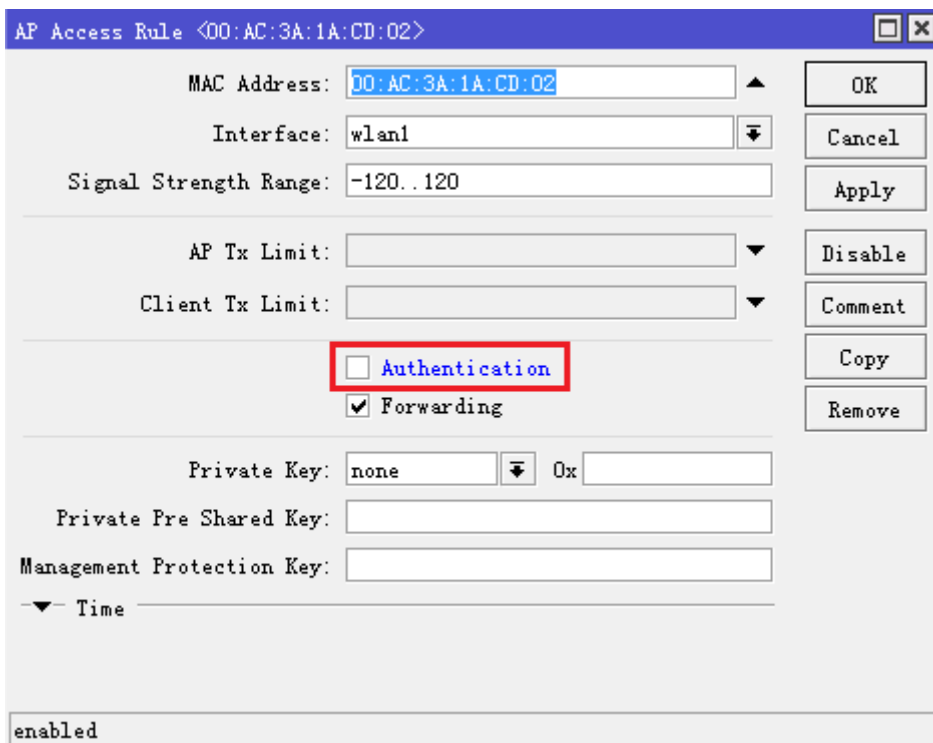 AP Access Rule <00:AC:3A:1A:CD:02>
MAC Address: 00:AC:3A:1A:CD:02
OK
Interface: wlan1
Cancel
Signal Strength Range: -120..120
Apply
AP Tx Limit:
Disable
Client Tx Limit:
Comment
Authentication
Copy
Forwarding
Remove
Private Key: none 0x
Private Pre Shared Key:
Management Protection Key:
Time
enabled